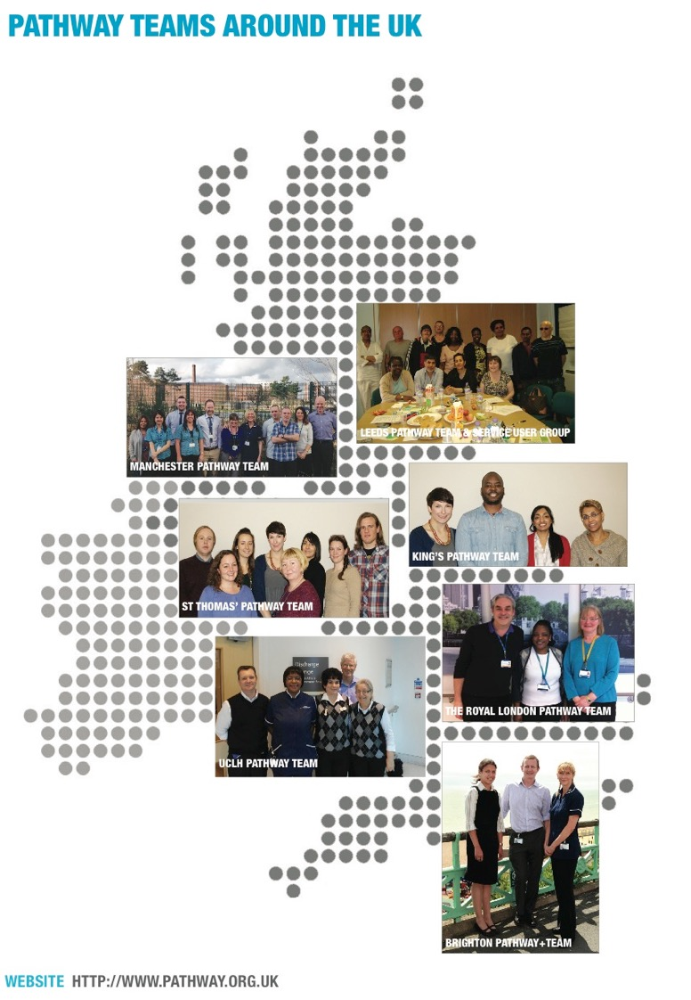 PATHWAY TEAMS AROUND THE UK
LEEDS PATHWAY TEAM & SERVICE USER GROUP
MANCHESTER PATHWAY TEAM
KING'S PATHWAY TEAM
ST THOMAS' PATHWAY TEAM
Discharge
THE ROYAL LONDON PATHWAY TEAM
UCLH PATHWAY TEAM
BRIGHTON PATHWAY+TEAM
WEBSITE HTTP://WWW.PATHWAY.ORG.UK